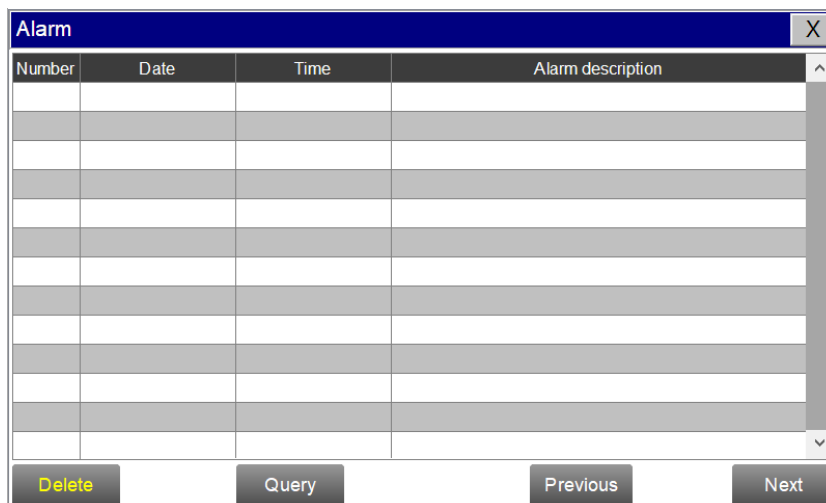 Alarm X
Number Date Time Alarm description
Delete Query Previous Next